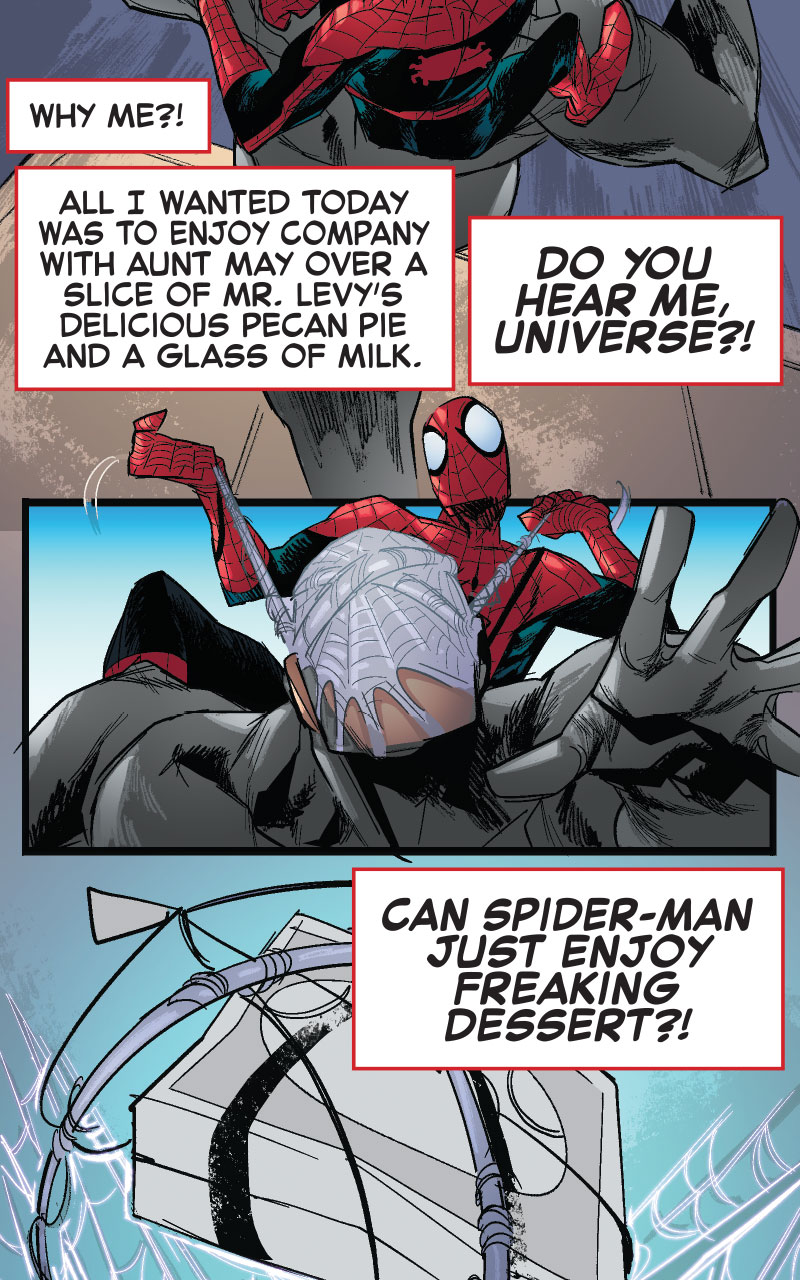 WHY ME?!
ALL I WANTED TODAY
WAS TO ENJOY COMPANY
WITH AUNT MAY OVER A
SLICE OF MR. LEVY'S
DELICIOUS PECAN PIE
AND A GLASS OF MILK.
DO YOU
HEAR ME,
UNIVERSE?!
CAN SPIDER-MAN
JUST ENJOY
FREAKING
DESSERT?!